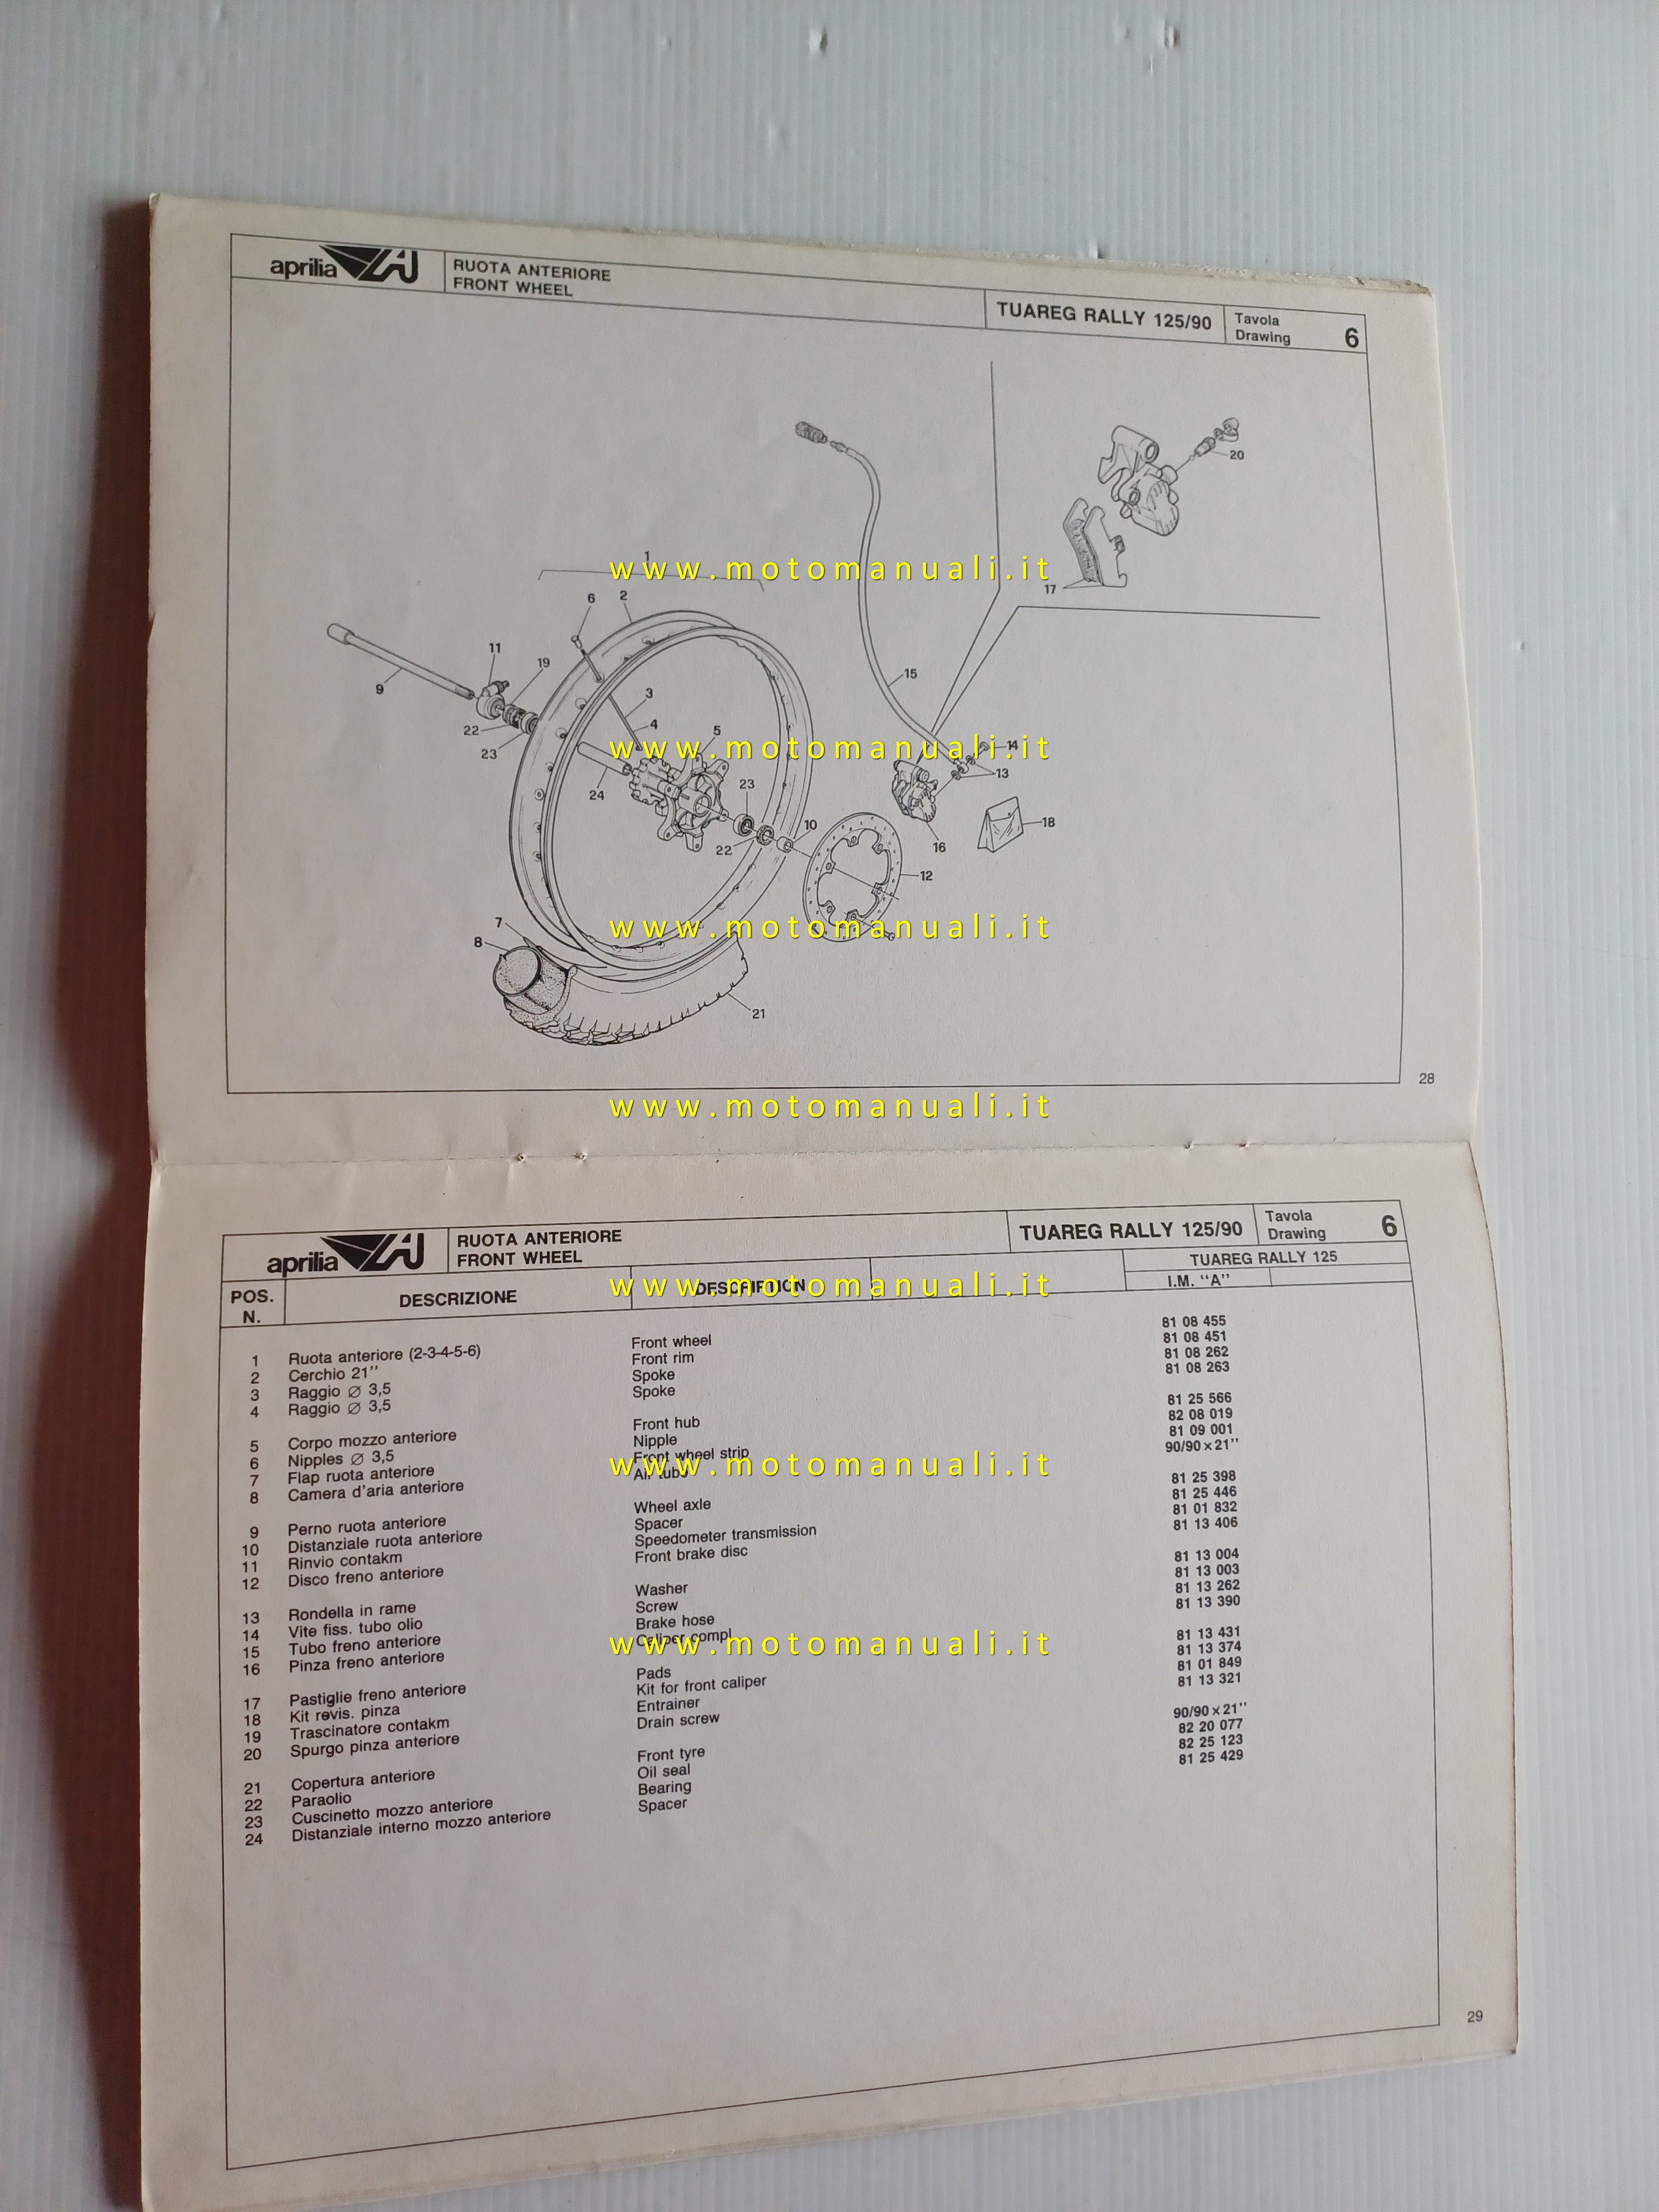 aprilia
RUOTA ANTERIORE
FRONT WHEEL
TUAREG RALLY 125/90
Tavola
Drawing
6
20
17
1
www.motomanuali.it
6
2
11
19
9
3
15
4
22
5
23
www.motomanuali.it
14
13
24
23
10
18
22
16
12
7
www.motomanuali.it
8
21
28
www.motomanuali.it
aprilia
RUOTA ANTERIORE
FRONT WHEEL
TUAREG RALLY 125/90
Tavola
Drawing
6
TUAREG RALLY 125
I.M. "A"
POS.
N.
DESCRIZIONE
DESCRIPTION
www.motomanuali.it
1 Ruota anteriore (2-3-4-5-6) Front wheel 81 08 455
2 Cerchio 21'' Front rim 81 08 451
3 Raggio ∅ 3,5 Spoke 81 08 262
4 Raggio ∅ 3,5 Spoke 81 08 263
5 Corpo mozzo anteriore Front hub 81 25 566
6 Nipples ∅ 3,5 Nipple 82 08 019
7 Flap ruota anteriore Front wheel strip 81 09 001
8 Camera d'aria anteriore Air tube 90/90 × 21''
www.motomanuali.it
9 Perno ruota anteriore Wheel axle 81 25 398
10 Distanziale ruota anteriore Spacer 81 25 446
11 Rinvio contakm Speedometer transmission 81 01 832
12 Disco freno anteriore Front brake disc 81 13 406
13 Rondella in rame Washer 81 13 004
14 Vite fiss. tubo olio Screw 81 13 003
15 Tubo freno anteriore Brake hose 81 13 262
16 Pinza freno anteriore Caliper compl 81 13 390
www.motomanuali.it
17 Pastiglie freno anteriore Pads 81 13 431
18 Kit revis. pinza Kit for front caliper 81 13 374
19 Trascinatore contakm Entrainer 81 01 849
20 Spurgo pinza anteriore Drain screw 81 13 321
21 Copertura anteriore Front tyre 90/90 × 21''
22 Paraolio Oil seal 82 20 077
23 Cuscinetto mozzo anteriore Bearing 82 25 123
24 Distanziale interno mozzo anteriore Spacer 81 25 429
29